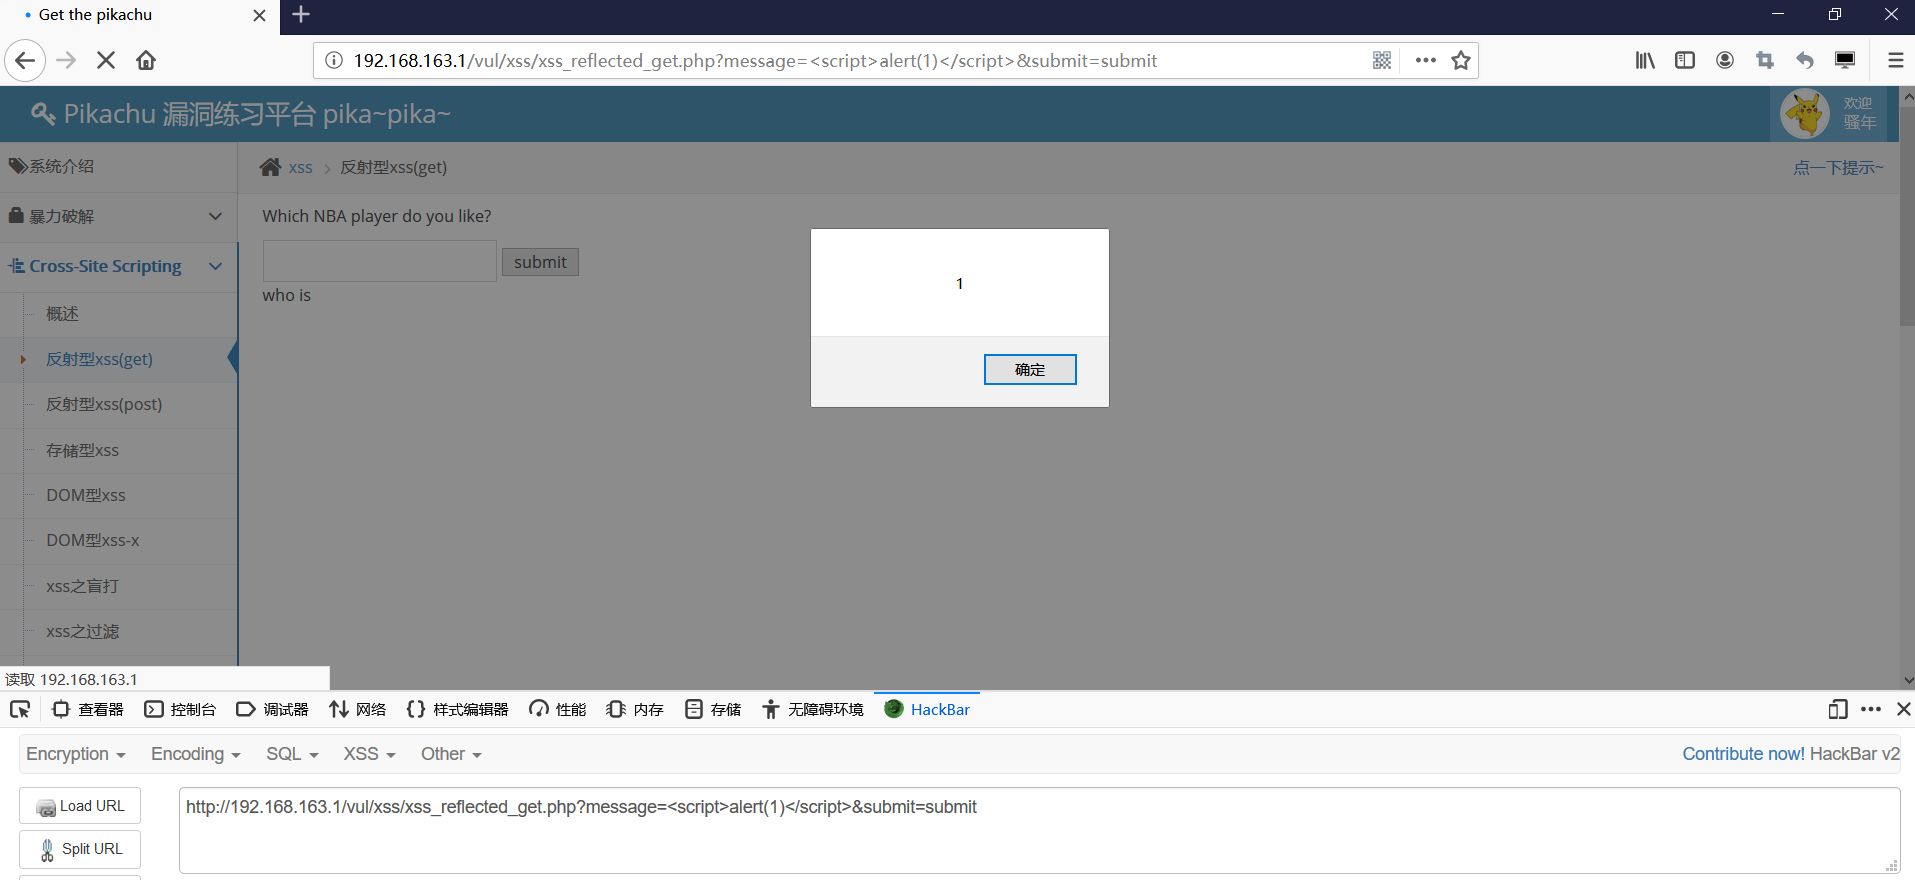 Get the pikachu
192.168.163.1/vul/xss/xss_reflected_get.php?message=<script>alert(1)</script>&submit=submit
Pikachu 漏洞练习平台 pika~pika~
欢迎
骚年
系统介绍
xss
反射型xss(get)
点一下提示~
暴力破解
Which NBA player do you like?
Cross-Site Scripting
submit
who is
1
确定
概述
反射型xss(get)
反射型xss(post)
存储型xss
DOM型xss
DOM型xss-x
xss之盲打
xss之过滤
读取 192.168.163.1
查看器 控制台 调试器 网络 样式编辑器 性能 内存 存储 无障碍环境 HackBar
Encryption Encoding SQL XSS Other Contribute now! HackBar v2
Load URL
http://192.168.163.1/vul/xss/xss_reflected_get.php?message=<script>alert(1)</script>&submit=submit
Split URL